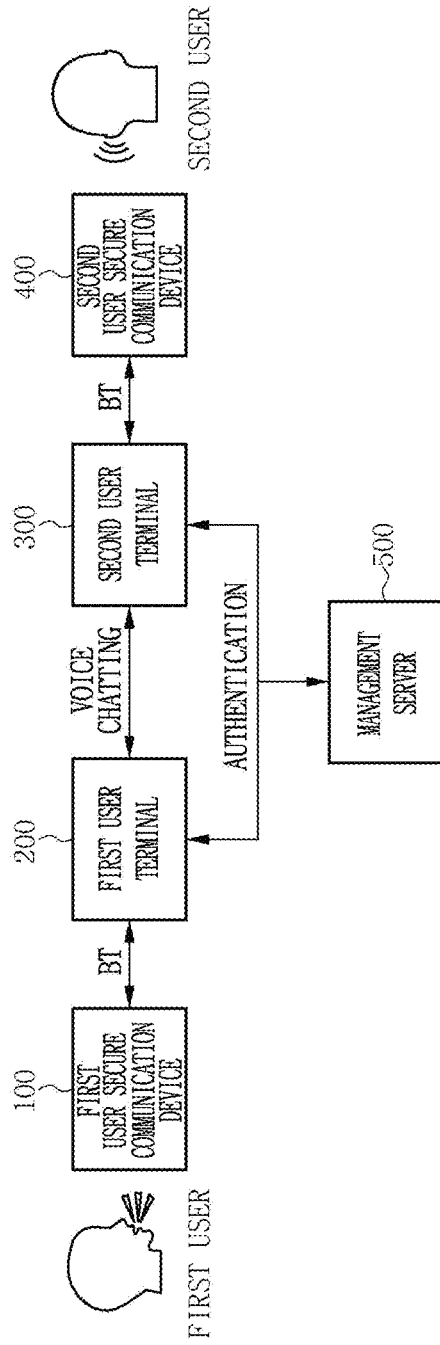 100
200
300
400
FIRST
USER SECURE
COMMUNICATION
DEVICE
BT
FIRST USER
TERMINAL
VOICE
CHATTING
SECOND USER
TERMINAL
BT
SECOND
USER SECURE
COMMUNICATION
DEVICE
FIRST USER
SECOND USER
AUTHENTICATION
500
MANAGEMENT
SERVER